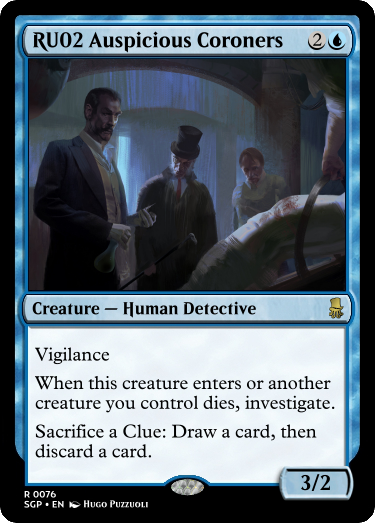 RU02 Auspicious Coroners 2
Creature — Human Detective
Vigilance
When this creature enters or another
creature you control dies, investigate.
Sacrifice a Clue: Draw a card, then
discard a card.
3/2
R 0076
SGP • EN Hugo Puzzuoli